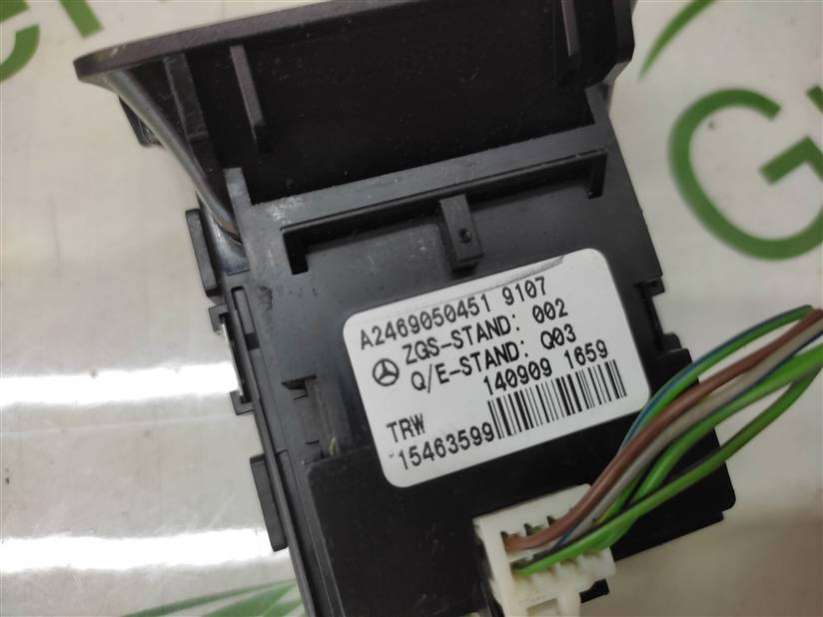 A2469050451 9107
ZGS-STAND: 002
Q/E-STAND: Q03
140909 1659
TRW
15463599